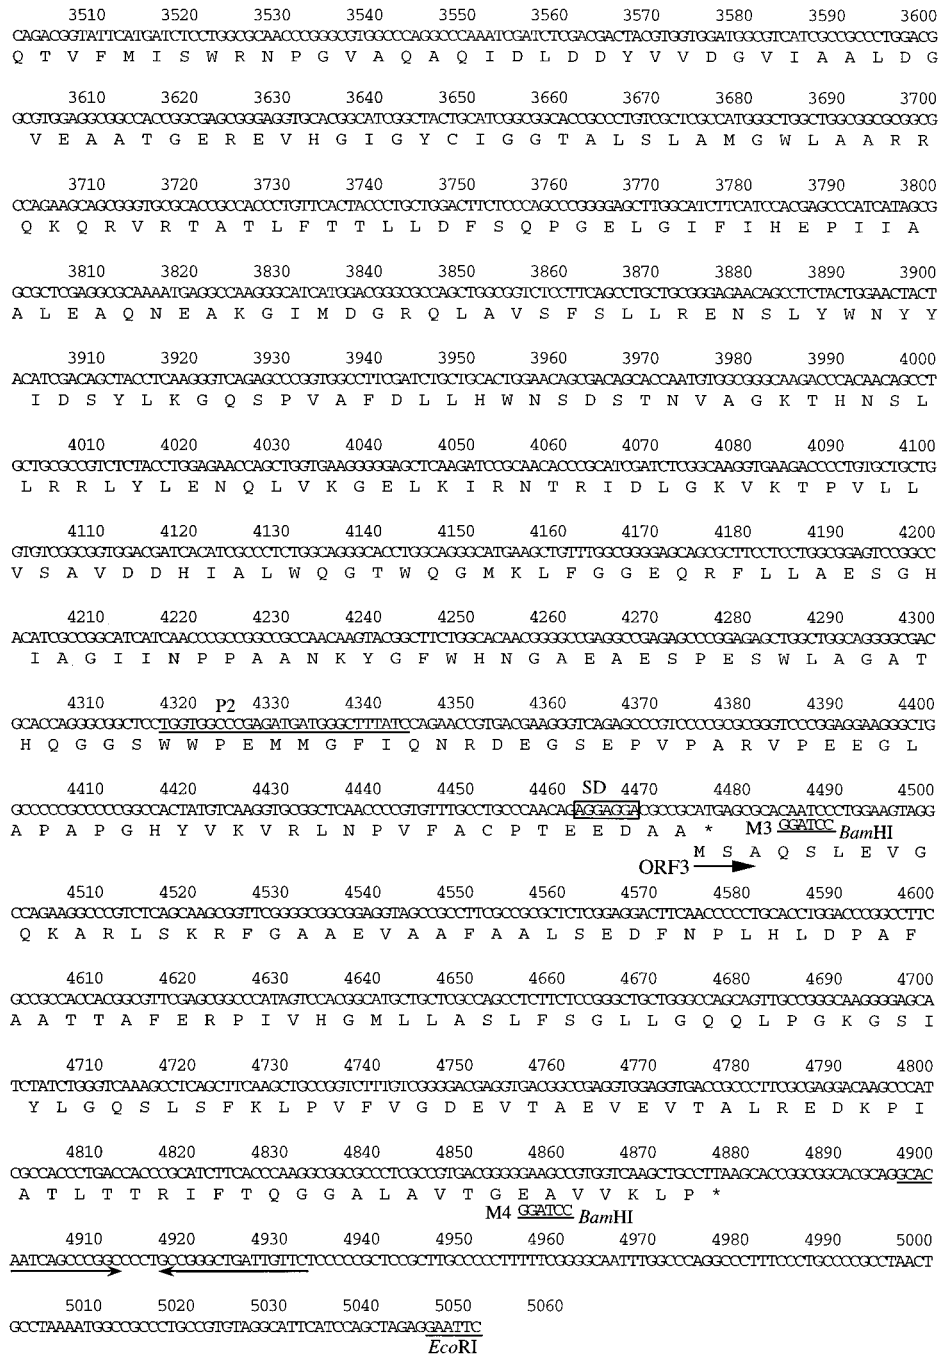 3510 3520 3530 3540 3550 3560 3570 3580 3590 3600
CAGACGGTATTCATGATCTCCTGGCGCAACCCGGGCGTGGCCCAGGCCCAAATCGATCTCGACGACTACGTGGTGGATGGCGTCATCGCCGCCCTGGACG
Q T V F M I S W R N P G V A Q A Q I D L D D Y V V D G V I A A L D G
3610 3620 3630 3640 3650 3660 3670 3680 3690 3700
GCGTGGAGGCGGCCACCGGCGAGCGGGAGGTGCACGGCATCGGCTACTGCATCGGCGGCACCGCCCTGTCGCTCGCCATGGGCTGGCTGGCGGCGCGGCG
V E A A T G E R E V H G I G Y C I G G T A L S L A M G W L A A R R
3710 3720 3730 3740 3750 3760 3770 3780 3790 3800
CCAGAAGCAGCGGGTGCGCACCGCCACCCTGTTCACTACCCTGCTGGACTTCTCCCAGCCCGGGGAGCTTGGCATCTTCATCCACGAGCCCATCATAGCG
Q K Q R V R T A T L F T T L L D F S Q P G E L G I F I H E P I I A
3810 3820 3830 3840 3850 3860 3870 3880 3890 3900
GCGCTCGAGGCGCAAAATGAGGCCAAGGGCATCATGGACGGGCGCCAGCTGGCGGTCTCCTTCAGCCTGCTGCGGGAGAACAGCCTCTACTGGAACTACT
A L E A Q N E A K G I M D G R Q L A V S F S L L R E N S L Y W N Y Y
3910 3920 3930 3940 3950 3960 3970 3980 3990 4000
ACATCGACAGCTACCTCAAGGGTCAGAGCCCGGTGGCCTTCGATCTGCTGCACTGGAACAGCGACAGCACCAATGTGGCGGGCAAGACCCACAACAGCCT
I D S Y L K G Q S P V A F D L L H W N S D S T N V A G K T H N S L
4010 4020 4030 4040 4050 4060 4070 4080 4090 4100
GCTGCGCCGTCTCTACCTGGAGAACCAGCTGGTGAAGGGGGAGCTCAAGATCCGCAACACCCGCATCGATCTCGGCAAGGTGAAGACCCCTGTGCTGCTG
L R R L Y L E N Q L V K G E L K I R N T R I D L G K V K T P V L L
4110 4120 4130 4140 4150 4160 4170 4180 4190 4200
GTGTCGGCGGTGGACGATCACATCGCCCTCTGGCAGGGCACCTGGCAGGGCATGAAGCTGTTTGGCGGGGAGCAGCGCTTCCTCCTGGCGGAGTCCGGCC
V S A V D D H I A L W Q G T W Q G M K L F G G E Q R F L L A E S G H
4210 4220 4230 4240 4250 4260 4270 4280 4290 4300
ACATCGCCGGCATCATCAACCCGCCGGCCGCCAACAAGTACGGCTTCTGGCACAACGGGGCCGAGGCCGAGAGCCCGGAGAGCTGGCTGGCAGGGGCGAC
I A G I I N P P A A N K Y G F W H N G A E A E S P E S W L A G A T
4310 4320 P2 4330 4340 4350 4360 4370 4380 4390 4400
GCACCAGGGCGGCTCCTGGTGGCCCGAGATGATGGGCTTTATCCAGAACCGTGACGAAGGGTCAGAGCCCGTCCCCGCGCGGGTCCCGGAGGAAGGGCTG
H Q G G S W W P E M M G F I Q N R D E G S E P V P A R V P E E G L
4410 4420 4430 4440 4450 4460 SD 4470 4480 4490 4500
GCCCCCGCCCCCGGCCACTATGTCAAGGTGCGGCTCAACCCCGTGTTTGCCTGCCCAACAGAGGAGGACGCCGCATGAGCGCACAATCCCTGGAAGTAGG
A P A P G H Y V K V R L N P V F A C P T E E D A A * M3 GGATCC BamHI
ORF3 M S A Q S L E V G
4510 4520 4530 4540 4550 4560 4570 4580 4590 4600
CCAGAAGGCCCGTCTCAGCAAGCGGTTCGGGGCGGCGGAGGTAGCCGCCTTCGCCGCGCTCTCGGAGGACTTCAACCCCCTGCACCTGGACCCGGCCTTC
Q K A R L S K R F G A A E V A A F A A L S E D F N P L H L D P A F
4610 4620 4630 4640 4650 4660 4670 4680 4690 4700
GCCGCCACCACGGCGTTCGAGCGGCCCATAGTCCACGGCATGCTGCTCGCCAGCCTCTTCTCCGGGCTGCTGGGCCAGCAGTTGCCGGGCAAGGGGAGCA
A A T T A F E R P I V H G M L L A S L F S G L L G Q Q L P G K G S I
4710 4720 4730 4740 4750 4760 4770 4780 4790 4800
TCTATCTGGGTCAAAGCCTCAGCTTCAAGCTGCCGGTCTTTGTCGGGGACGAGGTGACGGCCGAGGTGGAGGTGACCGCCCTTCGCGAGGACAAGCCCAT
Y L G Q S L S F K L P V F V G D E V T A E V E V T A L R E D K P I
4810 4820 4830 4840 4850 4860 4870 4880 4890 4900
CGCCACCCTGACCACCCGCATCTTCACCCAAGGCGGCGCCCTCGCCGTGACGGGGGAAGCCGTGGTCAAGCTGCCTTAAGCACCGGCGGCACGCAGGCAC
A T L T T R I F T Q G G A L A V T G E A V V K L P *
M4 GGATCC BamHI
4910 4920 4930 4940 4950 4960 4970 4980 4990 5000
AATCAGCCCGGCCCCTGCCGGGCTGATTGTTCTCCCCCGCTCCGCTTGCCCCCTTTTTCGGGGCAATTTGGCCCAGGCCCTTTCCCTGCCCCGCCTAACT
5010 5020 5030 5040 5050 5060
GCCTAAAATGGCCGCCCTGCCGTGTAGGCATTCATCCAGCTAGAGGAATTC
EcoRI